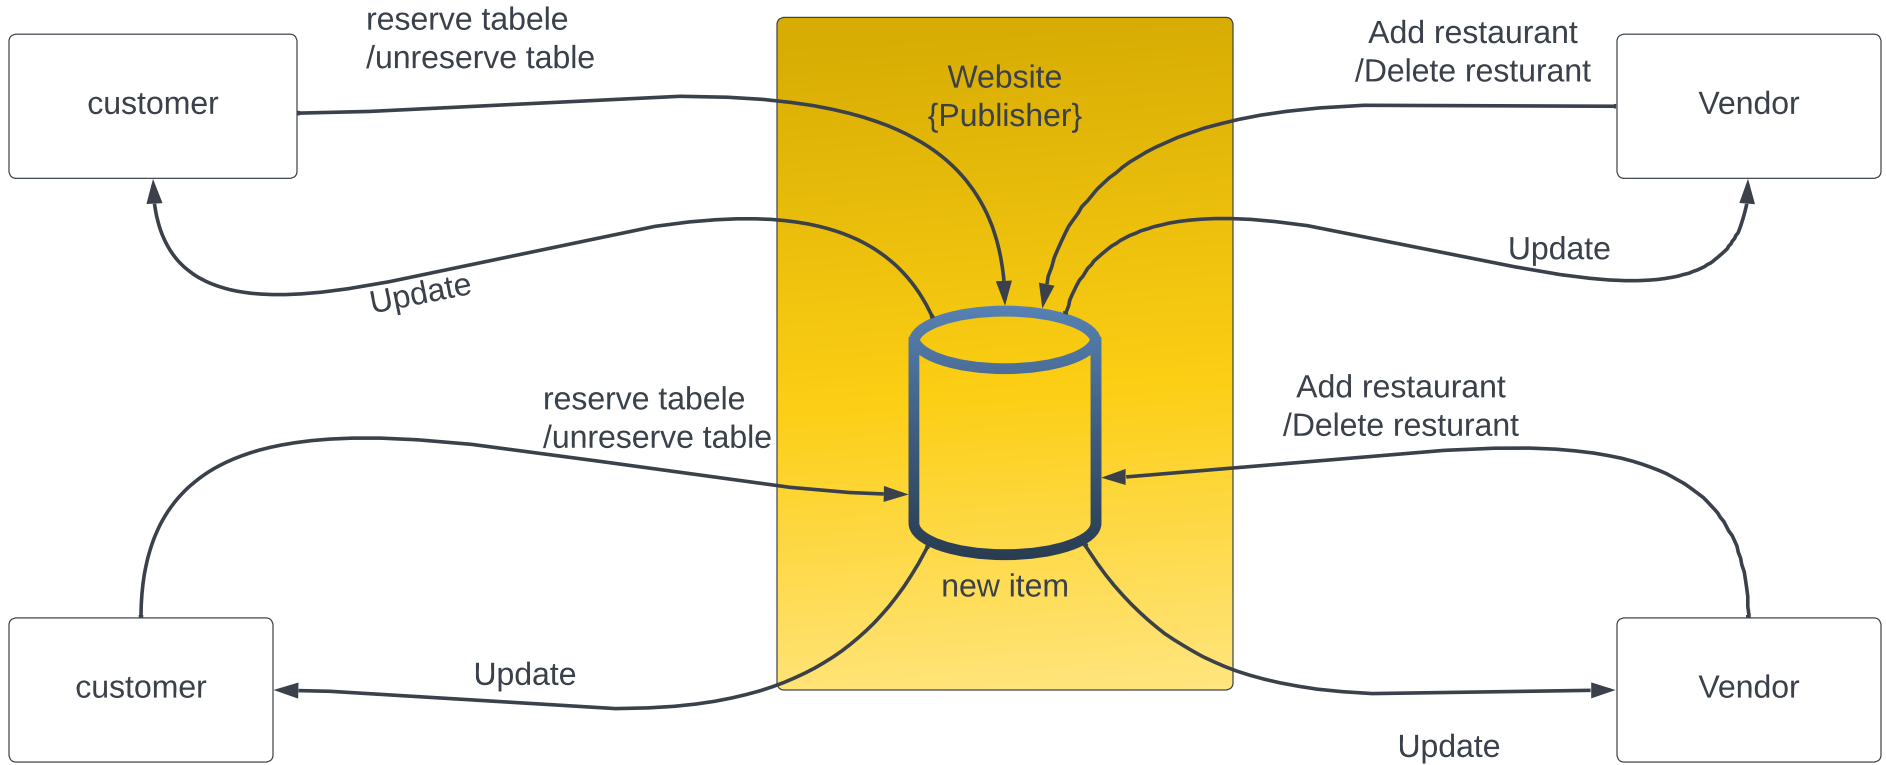 reserve tabele
/unreserve table
customer
Website
{Publisher}
Add restaurant
/Delete resturant
Vendor
Update
Update
reserve tabele
/unreserve table
Add restaurant
/Delete resturant
new item
customer
Update
Vendor
Update